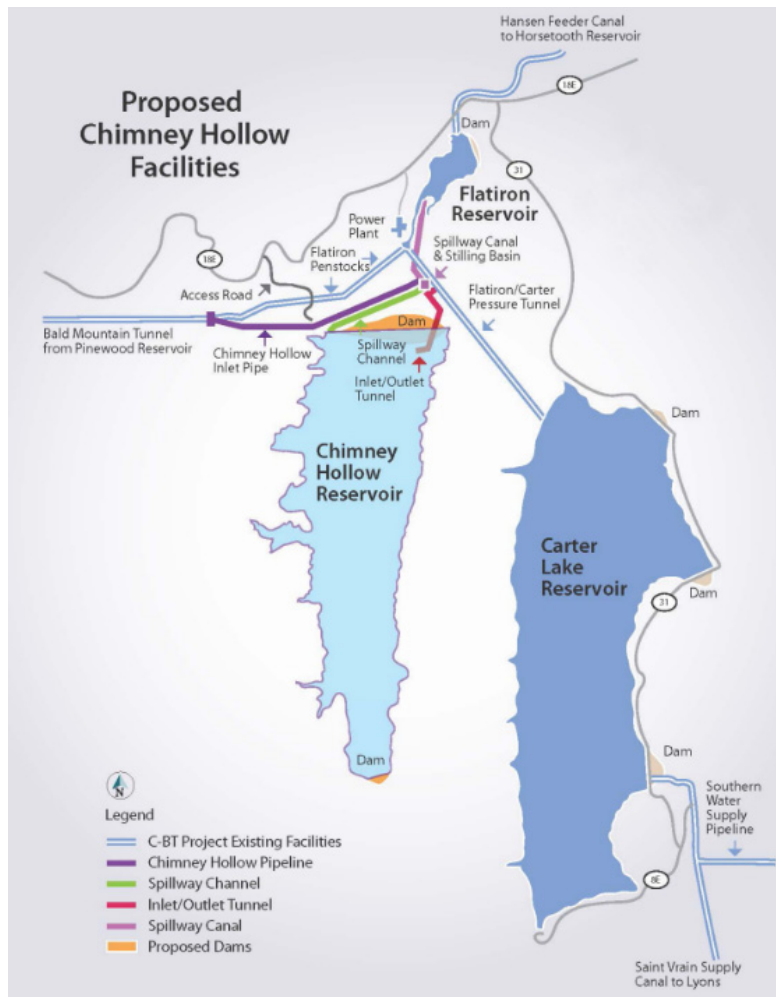 Hansen Feeder Canal
to Horsetooth Reservoir
18E
Proposed
Chimney Hollow
Facilities
Dam
31
Flatiron
Reservoir
Power
Plant
Spillway Canal
& Stilling Basin
18E
Flatiron
Penstocks
Access Road
Flatiron/Carter
Pressure Tunnel
Bald Mountain Tunnel
from Pinewood Reservoir
Dam
Chimney Hollow
Inlet Pipe
Spillway
Channel
Inlet/Outlet
Tunnel
Dam
Chimney
Hollow
Reservoir
Carter
Lake
Reservoir
Dam
31
Dam
Dam
N
Legend
C-BT Project Existing Facilities
Chimney Hollow Pipeline
Spillway Channel
Inlet/Outlet Tunnel
Spillway Canal
Proposed Dams
Southern
Water
Supply
Pipeline
8E
Saint Vrain Supply
Canal to Lyons